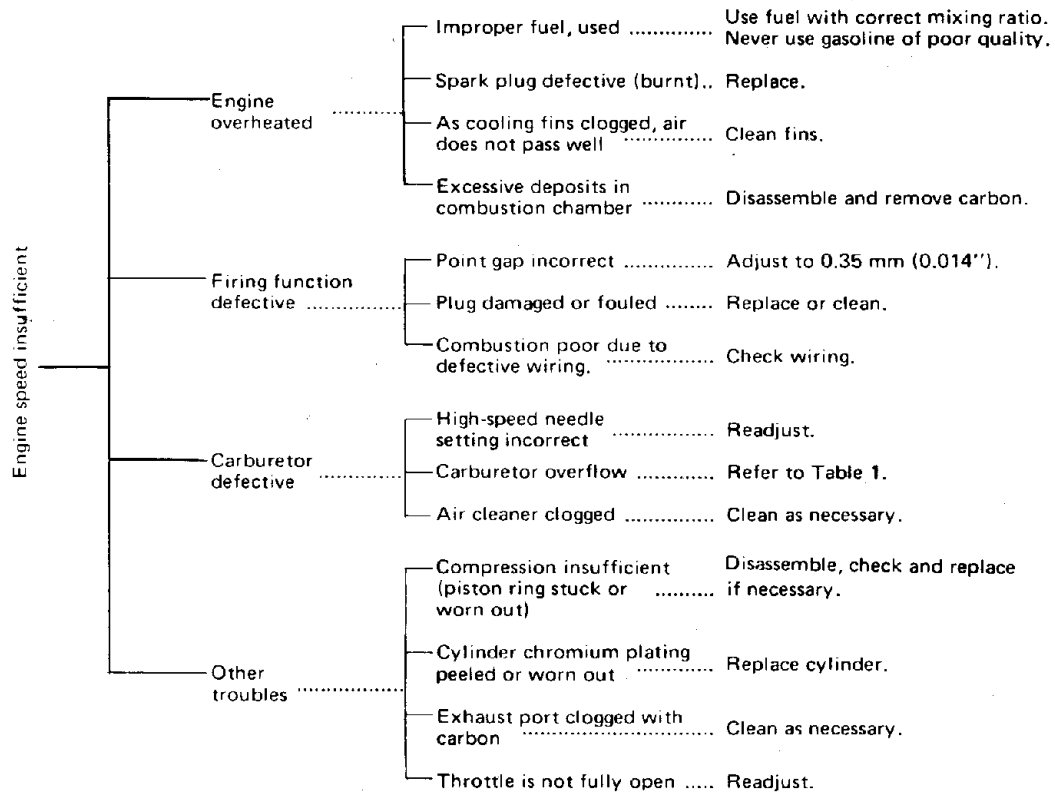 Engine speed insufficient
Engine
overheated
Improper fuel, used ............. Use fuel with correct mixing ratio.
Never use gasoline of poor quality.
Spark plug defective (burnt).. Replace.
As cooling fins clogged, air
does not pass well ............. Clean fins.
Excessive deposits in
combustion chamber ........... Disassemble and remove carbon.
Firing function
defective
Point gap incorrect ............. Adjust to 0.35 mm (0.014'').
Plug damaged or fouled ........ Replace or clean.
Combustion poor due to
defective wiring. ............... Check wiring.
Carburetor
defective
High-speed needle
setting incorrect ............... Readjust.
Carburetor overflow ............. Refer to Table 1.
Air cleaner clogged ............. Clean as necessary.
Other
troubles
Compression insufficient
(piston ring stuck or
worn out) .......... Disassemble, check and replace
if necessary.
Cylinder chromium plating
peeled or worn out ............. Replace cylinder.
Exhaust port clogged with
carbon ........................ Clean as necessary.
Throttle is not fully open ..... Readjust.